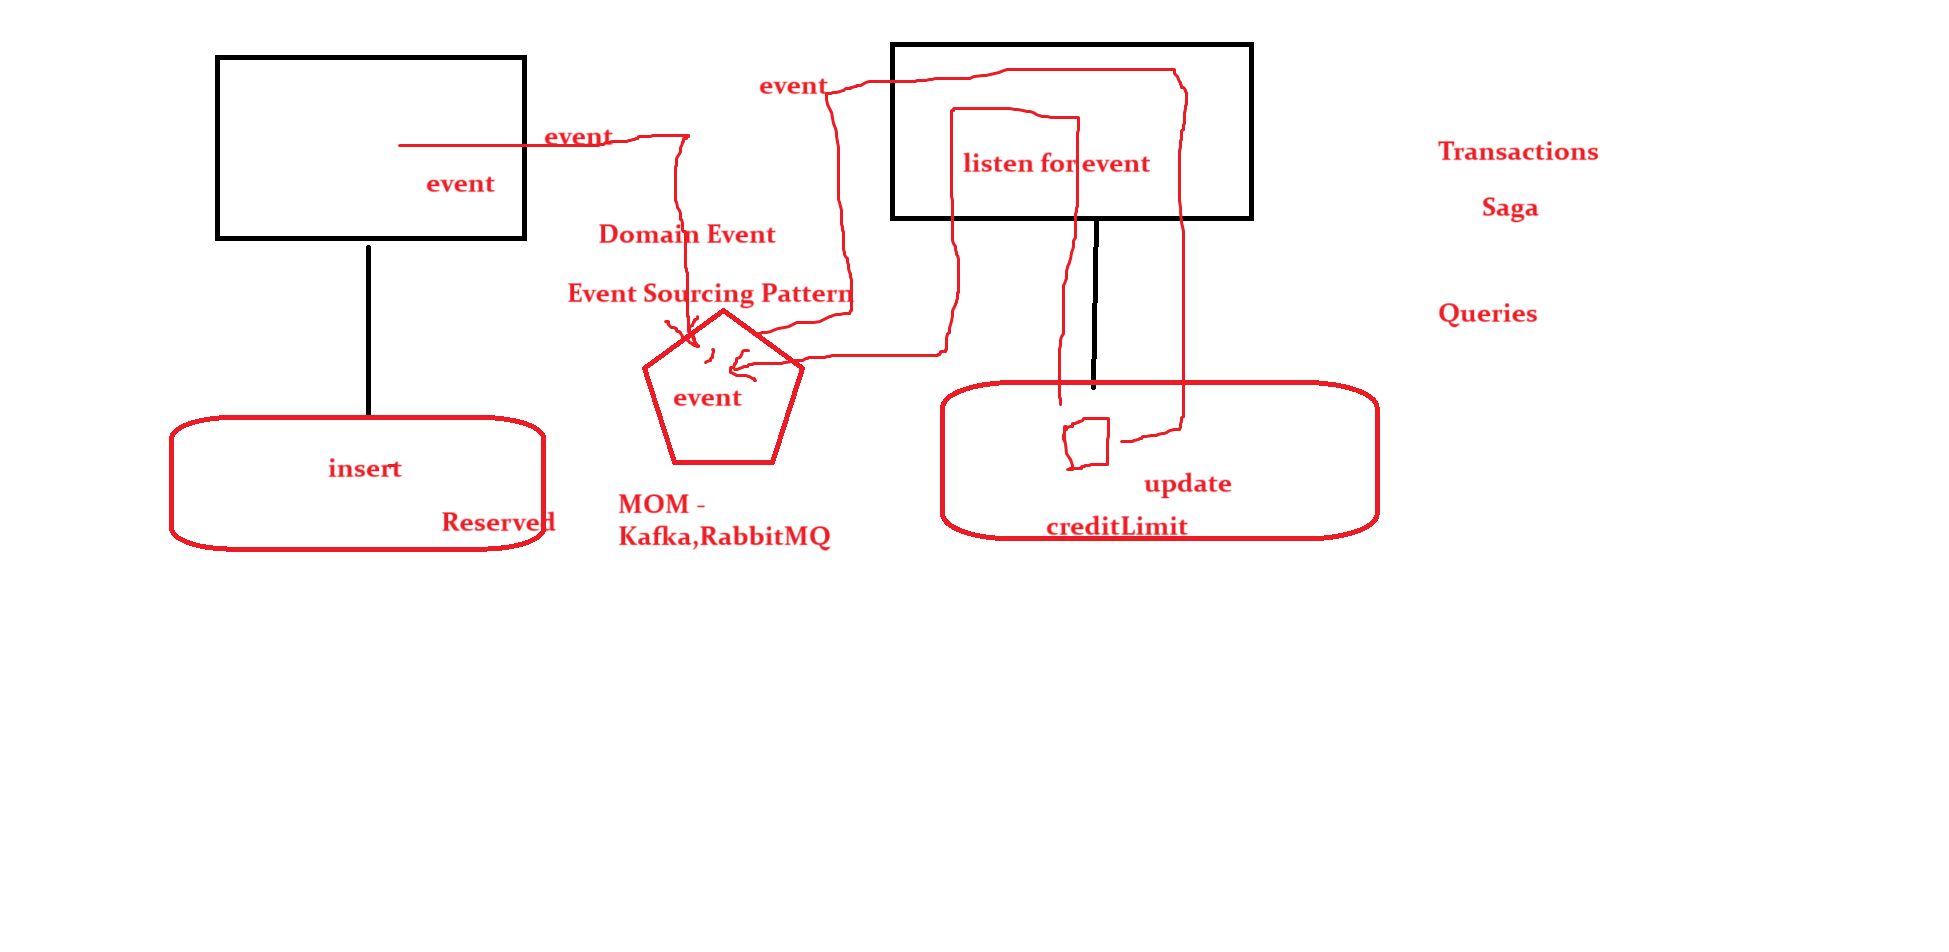 event
event
event
listen for event
Transactions
Saga
Domain Event
Event Sourcing Pattern
Queries
event
insert
Reserved
MOM -
Kafka,RabbitMQ
update
creditLimit